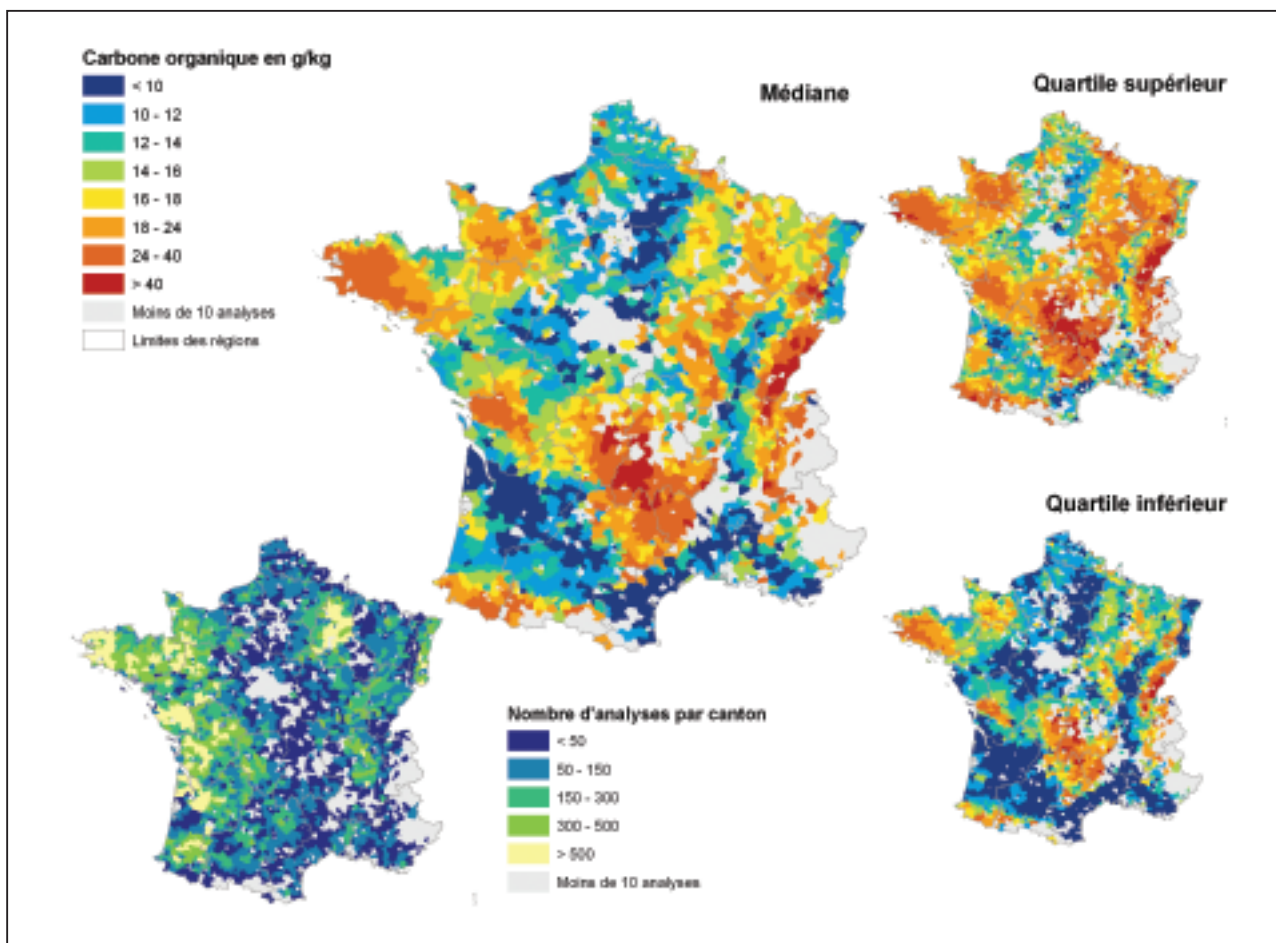 Carbone organique en g/kg
< 10
10 - 12
12 - 14
14 - 16
16 - 18
18 - 24
24 - 40
> 40
Moins de 10 analyses
Limites des régions
Médiane
Quartile supérieur
Quartile inférieur
Nombre d'analyses par canton
< 50
50 - 150
150 - 300
300 - 500
> 500
Moins de 10 analyses